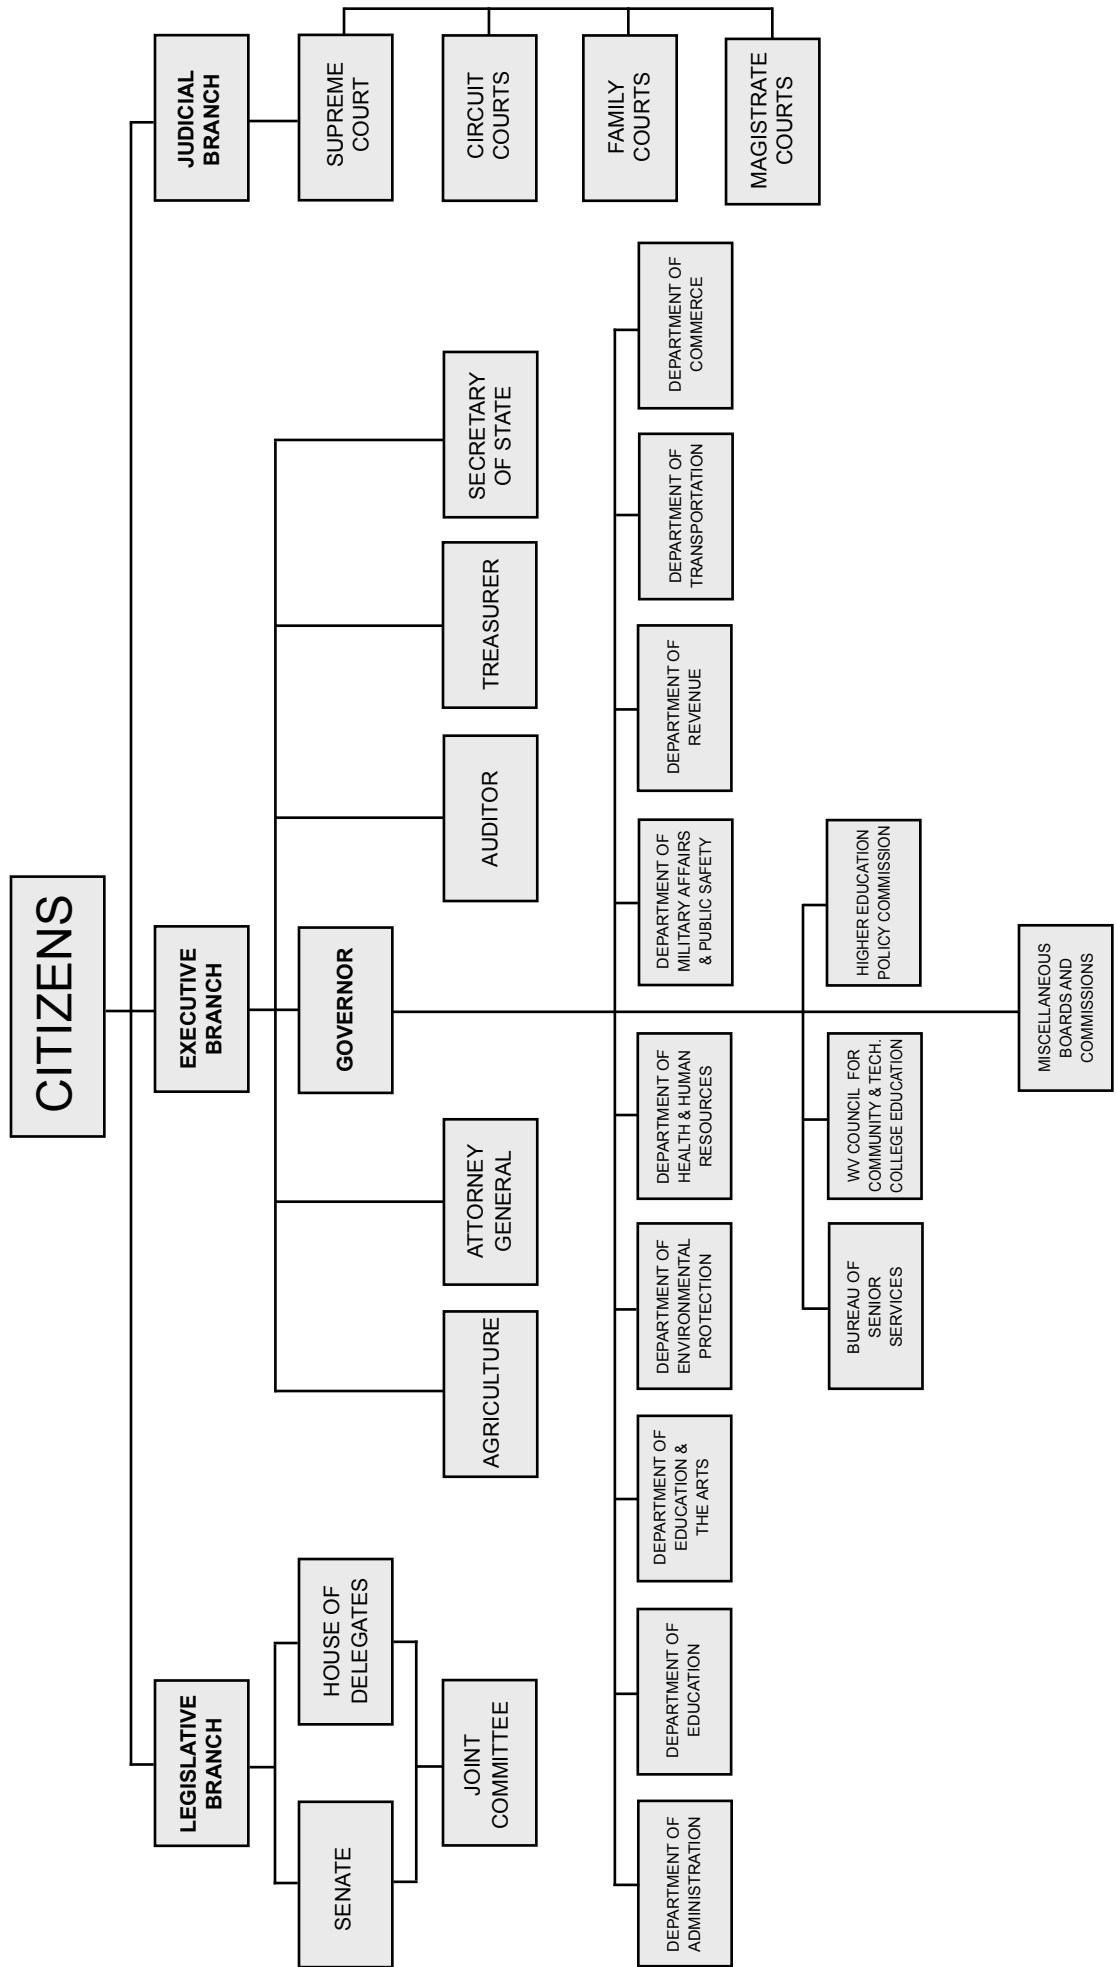 CITIZENS
LEGISLATIVE
BRANCH
EXECUTIVE
BRANCH
JUDICIAL
BRANCH
SENATE
HOUSE OF
DELEGATES
GOVERNOR
SUPREME
COURT
JOINT
COMMITTEE
AGRICULTURE
ATTORNEY
GENERAL
AUDITOR
TREASURER
SECRETARY
OF STATE
CIRCUIT
COURTS
FAMILY
COURTS
MAGISTRATE
COURTS
DEPARTMENT OF
ADMINISTRATION
DEPARTMENT OF
EDUCATION
DEPARTMENT OF
EDUCATION &
THE ARTS
DEPARTMENT OF
ENVIRONMENTAL
PROTECTION
DEPARTMENT OF
HEALTH & HUMAN
RESOURCES
DEPARTMENT OF
MILITARY AFFAIRS
& PUBLIC SAFETY
DEPARTMENT OF
REVENUE
DEPARTMENT OF
TRANSPORTATION
DEPARTMENT OF
COMMERCE
BUREAU OF
SENIOR
SERVICES
WV COUNCIL FOR
COMMUNITY & TECH.
COLLEGE EDUCATION
HIGHER EDUCATION
POLICY COMMISSION
MISCELLANEOUS
BOARDS AND
COMMISSIONS